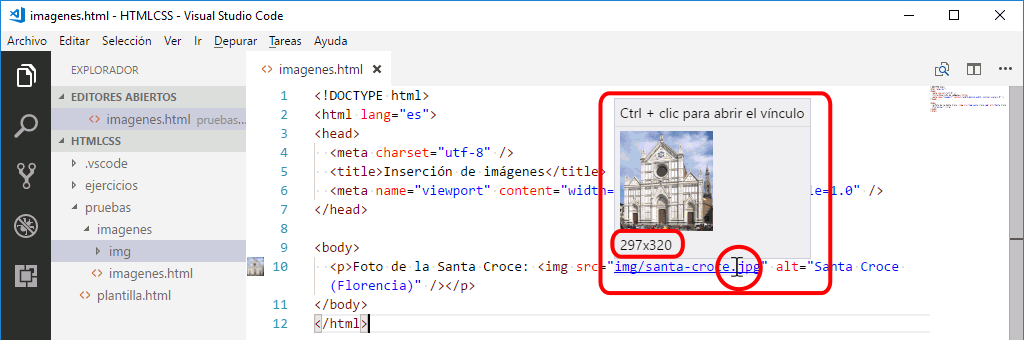 imagenes.html - HTMLCSS - Visual Studio Code
Archivo Editar Selección Ver Ir Depurar Tareas Ayuda
EXPLORADOR
EDITORES ABIERTOS
<> imagenes.html pruebas...
HTMLCSS
.vscode
ejercicios
pruebas
imagenes
img
<> imagenes.html
<> plantilla.html
<> imagenes.html ×
1 <!DOCTYPE html>
2 <html lang="es">
3 <head>
4 <meta charset="utf-8" />
5 <title>Inserción de imágenes</title>
6 <meta name="viewport" content="width= le=1.0" />
7 </head>
8
9 <body>
10 <p>Foto de la Santa Croce: <img src="img/santa-croce.jpg" alt="Santa Croce
(Florencia)" /></p>
11 </body>
12 </html>
Ctrl + clic para abrir el vínculo
297x320